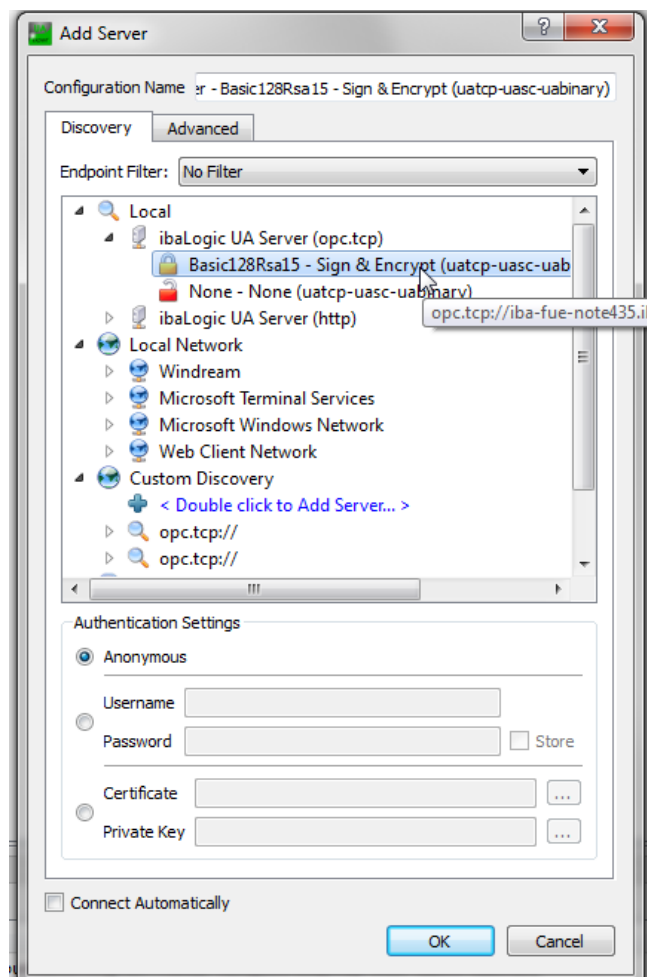 Add Server
Configuration Name er - Basic128Rsa15 - Sign & Encrypt (uatcp-uasc-uabinary)
Discovery Advanced
Endpoint Filter: No Filter
Local
ibaLogic UA Server (opc.tcp)
Basic128Rsa15 - Sign & Encrypt (uatcp-uasc-uab
None - None (uatcp-uasc-uabinary)
ibaLogic UA Server (http)
opc.tcp://iba-fue-note435.i
Local Network
Windream
Microsoft Terminal Services
Microsoft Windows Network
Web Client Network
Custom Discovery
< Double click to Add Server... >
opc.tcp://
opc.tcp://
Authentication Settings
Anonymous
Username
Password Store
Certificate ...
Private Key ...
Connect Automatically
OK Cancel